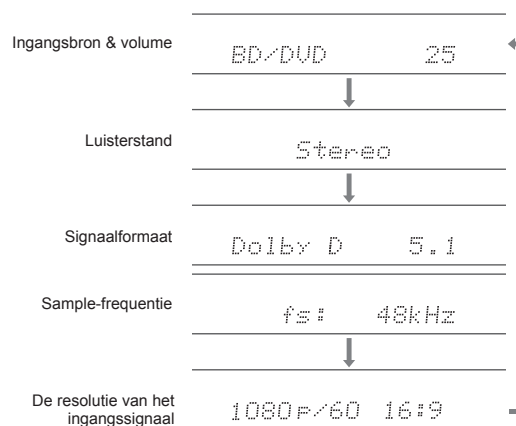 Ingangsbron & volume
BD/DVD 25
Luisterstand
Stereo
Signaalformaat
Dolby D 5.1
Sample-frequentie
fs: 48kHz
De resolutie van het
ingangssignaal
1080p/60 16:9